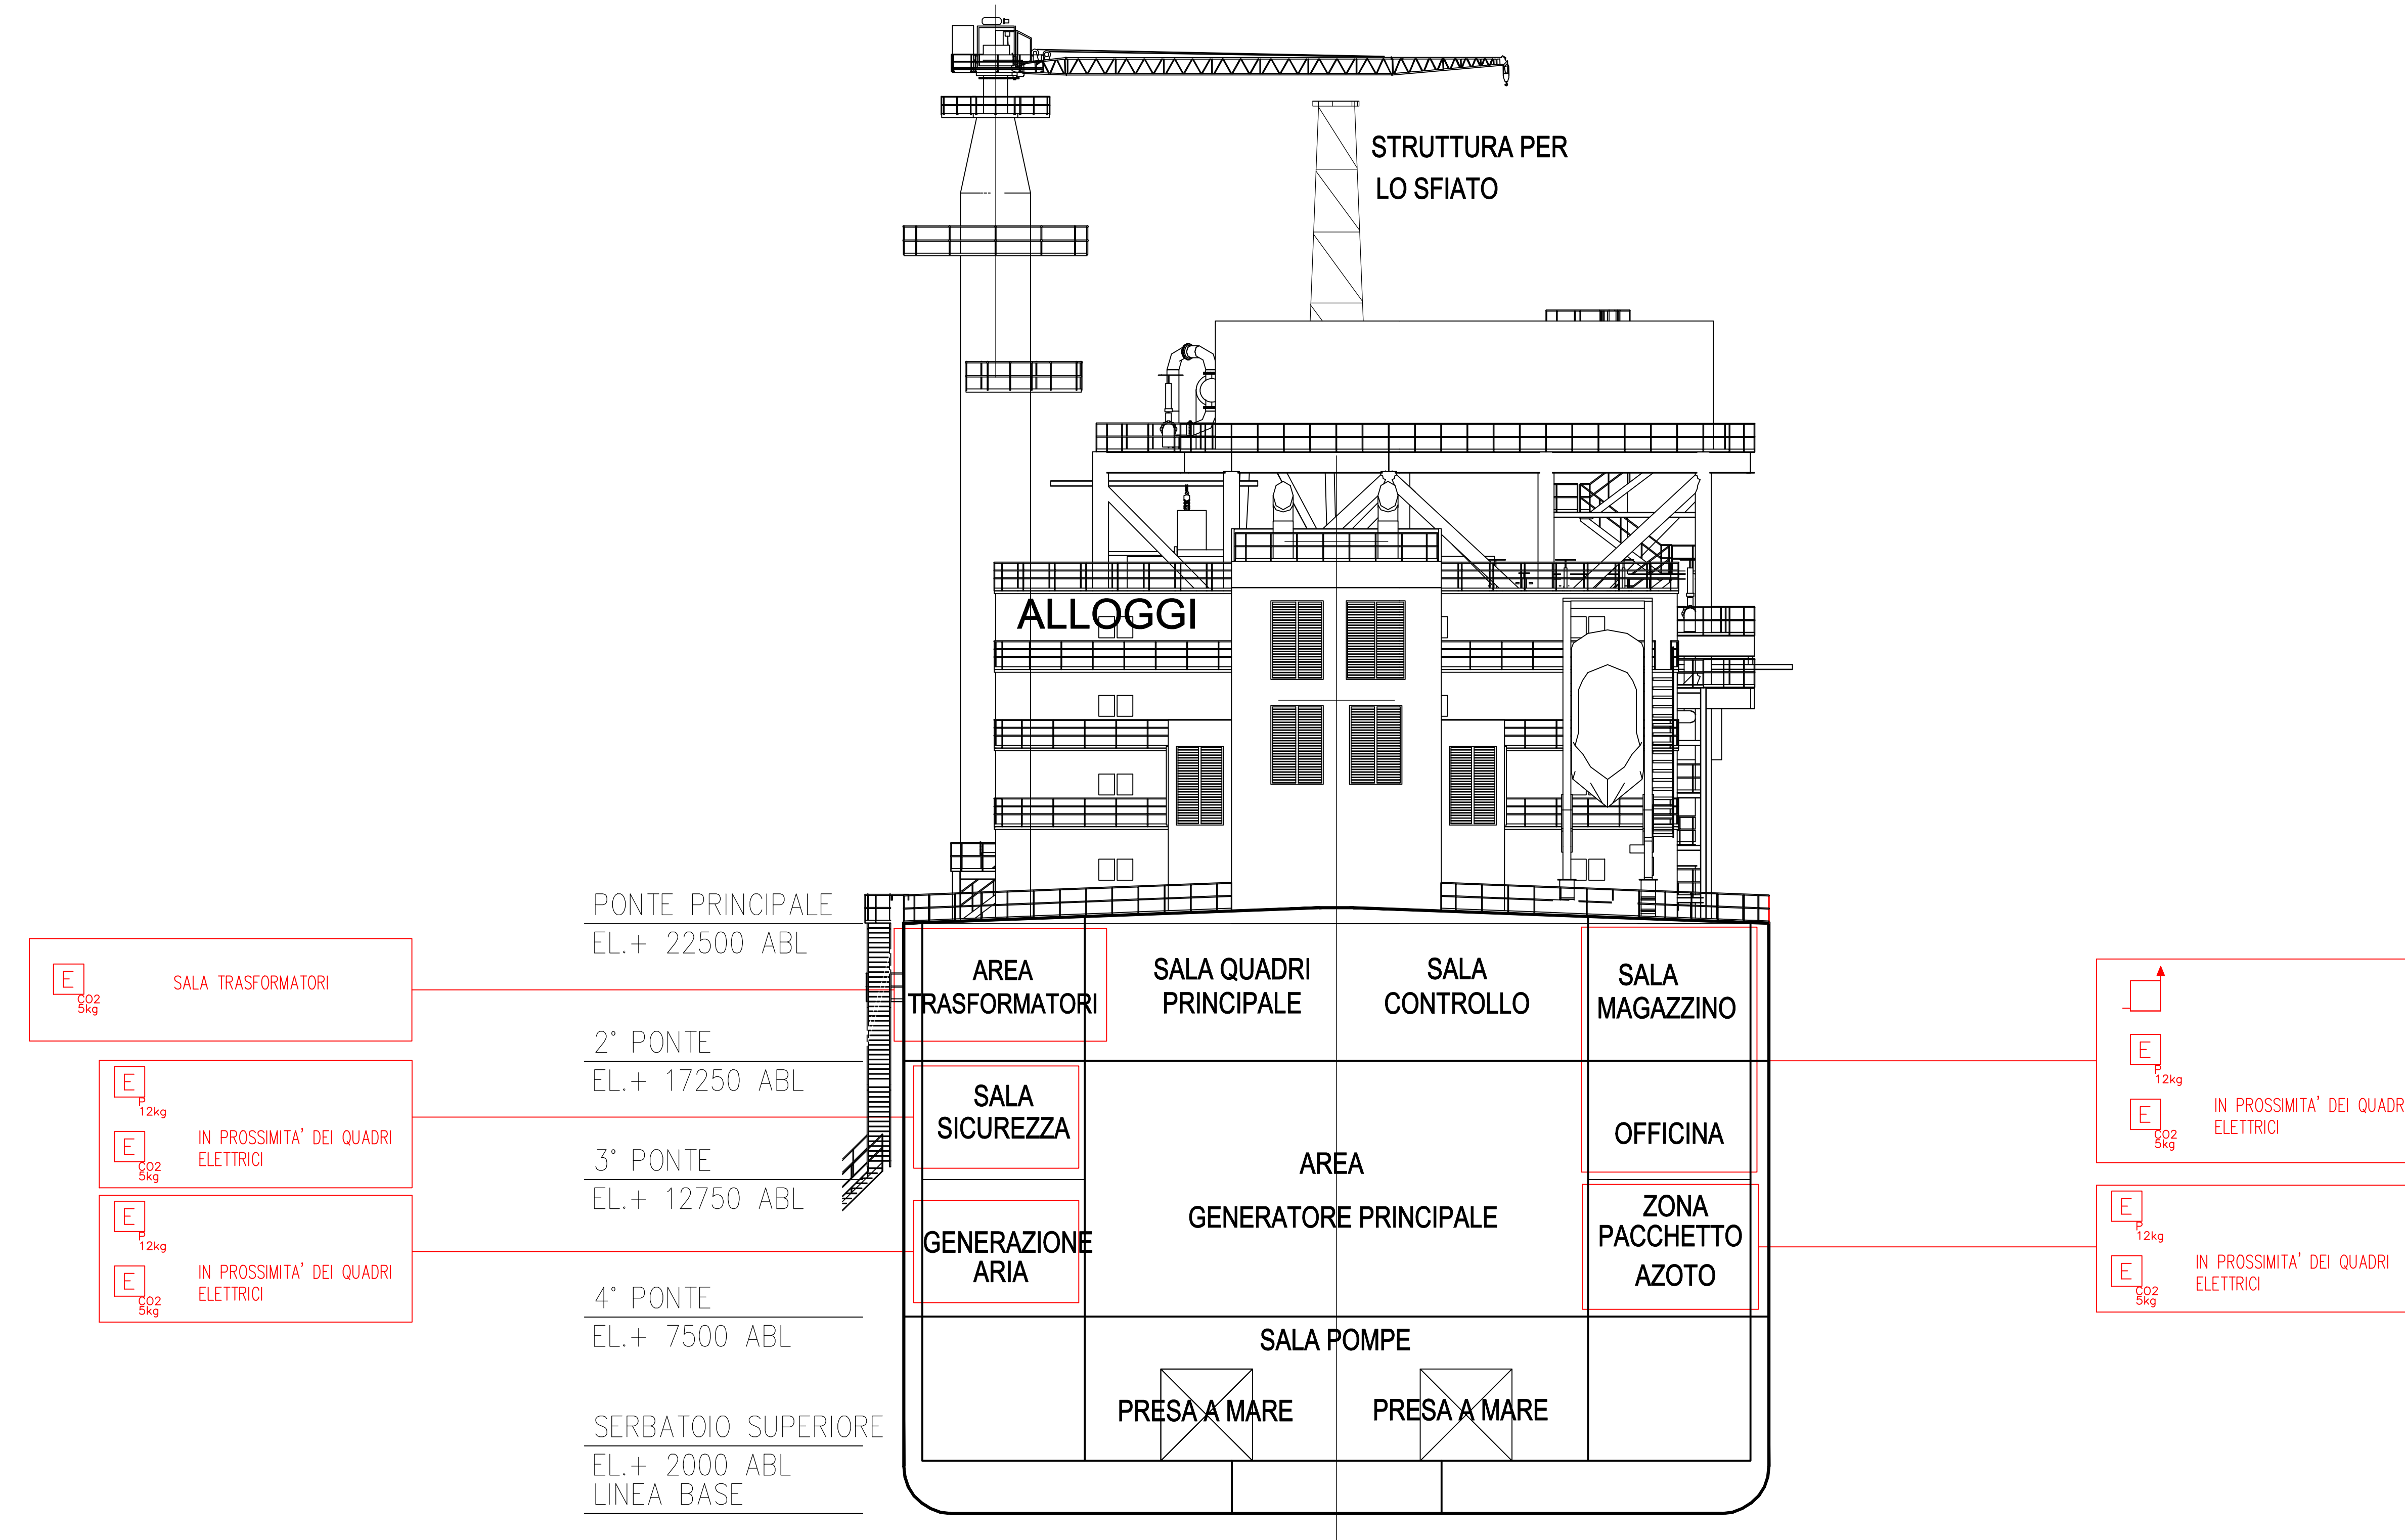 STRUTTURA PER
LO SFIATO
ALLOGGI
PONTE PRINCIPALE
EL.+ 22500 ABL
2° PONTE
EL.+ 17250 ABL
3° PONTE
EL.+ 12750 ABL
4° PONTE
EL.+ 7500 ABL
SERBATOIO SUPERIORE
EL.+ 2000 ABL
LINEA BASE
E
CO2
5kg
SALA TRASFORMATORI
E
P
12kg
E
CO2
5kg
IN PROSSIMITA' DEI QUADRI
ELETTRICI
E
P
12kg
E
CO2
5kg
IN PROSSIMITA' DEI QUADRI
ELETTRICI
AREA
TRASFORMATORI
SALA QUADRI
PRINCIPALE
SALA
CONTROLLO
SALA
MAGAZZINO
SALA
SICUREZZA
OFFICINA
AREA
GENERATORE PRINCIPALE
GENERAZIONE
ARIA
ZONA
PACCHETTO
AZOTO
SALA POMPE
PRESA A MARE
PRESA A MARE
E
P
12kg
E
CO2
5kg
IN PROSSIMITA' DEI QUADR
ELETTRICI
E
P
12kg
E
CO2
5kg
IN PROSSIMITA' DEI QUADRI
ELETTRICI